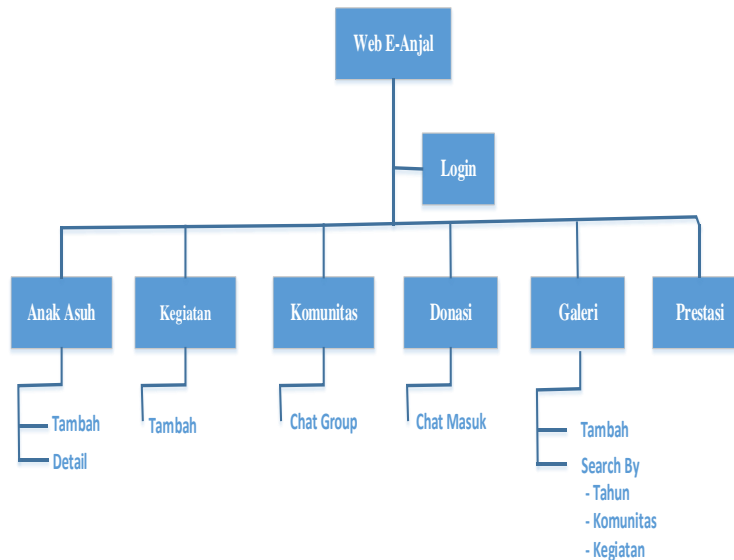 Web E-Anjal
Login
Anak Asuh
Kegiatan
Komunitas
Donasi
Galeri
Prestasi
Tambah
Detail
Tambah
Chat Group
Chat Masuk
Tambah
Search By
- Tahun
- Komunitas
- Kegiatan